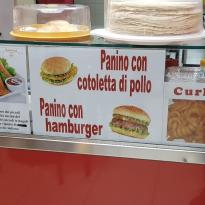 Panino con
cotoletta di pollo
Panino con
hamburger
Curl